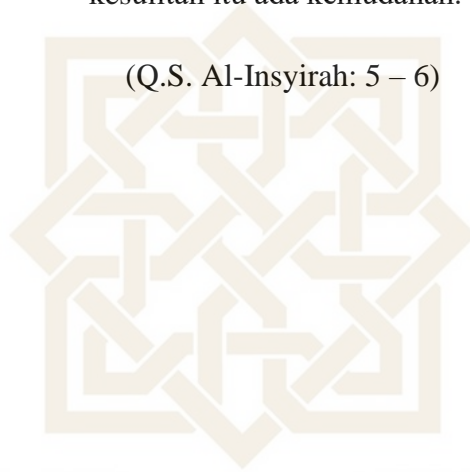 kesulitan itu ada kemudahan.
(Q.S. Al-Insyirah: 5 – 6)